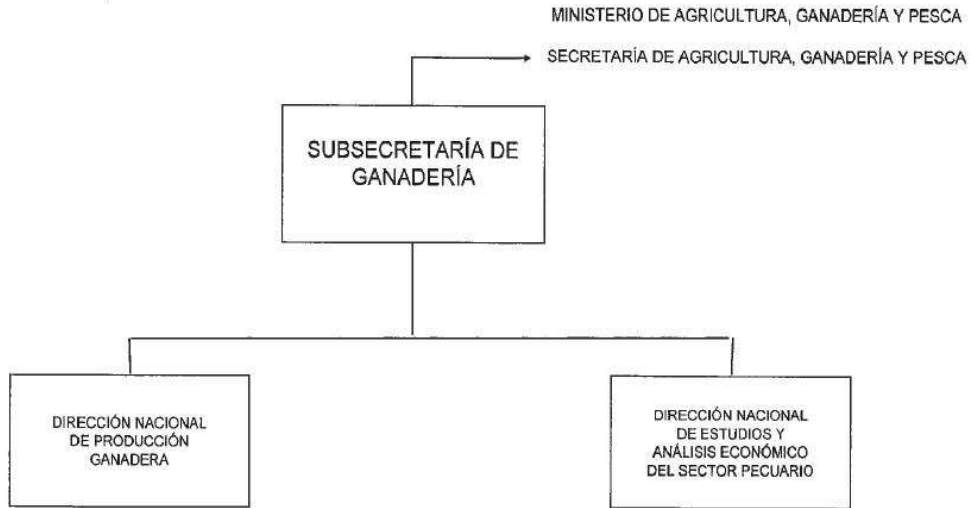 MINISTERIO DE AGRICULTURA, GANADERÍA Y PESCA
SECRETARÍA DE AGRICULTURA, GANADERÍA Y PESCA
SUBSECRETARÍA DE
GANADERÍA
DIRECCIÓN NACIONAL
DE PRODUCCIÓN
GANADERA
DIRECCIÓN NACIONAL
DE ESTUDIOS Y
ANÁLISIS ECONÓMICO
DEL SECTOR PECUARIO